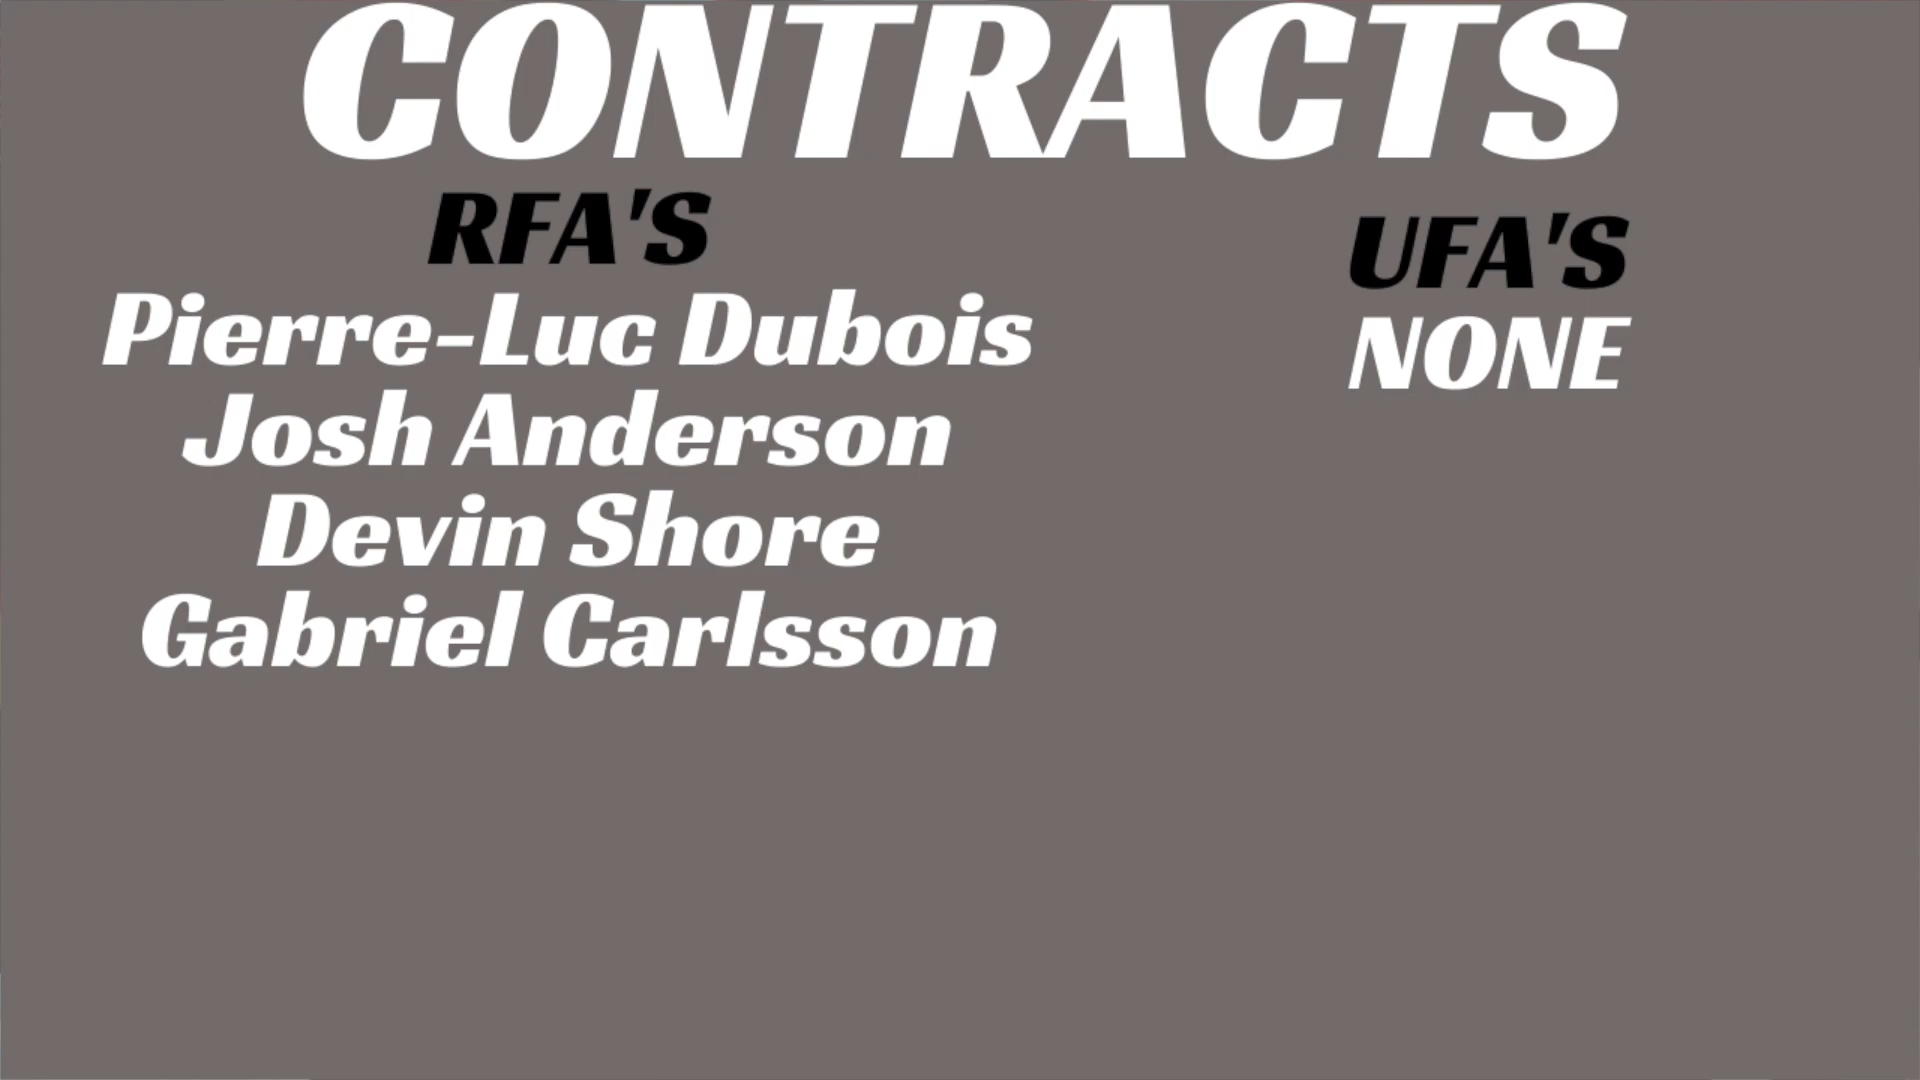 CONTRACTS
RFA'S
Pierre-Luc Dubois
Josh Anderson
Devin Shore
Gabriel Carlsson
UFA'S
NONE